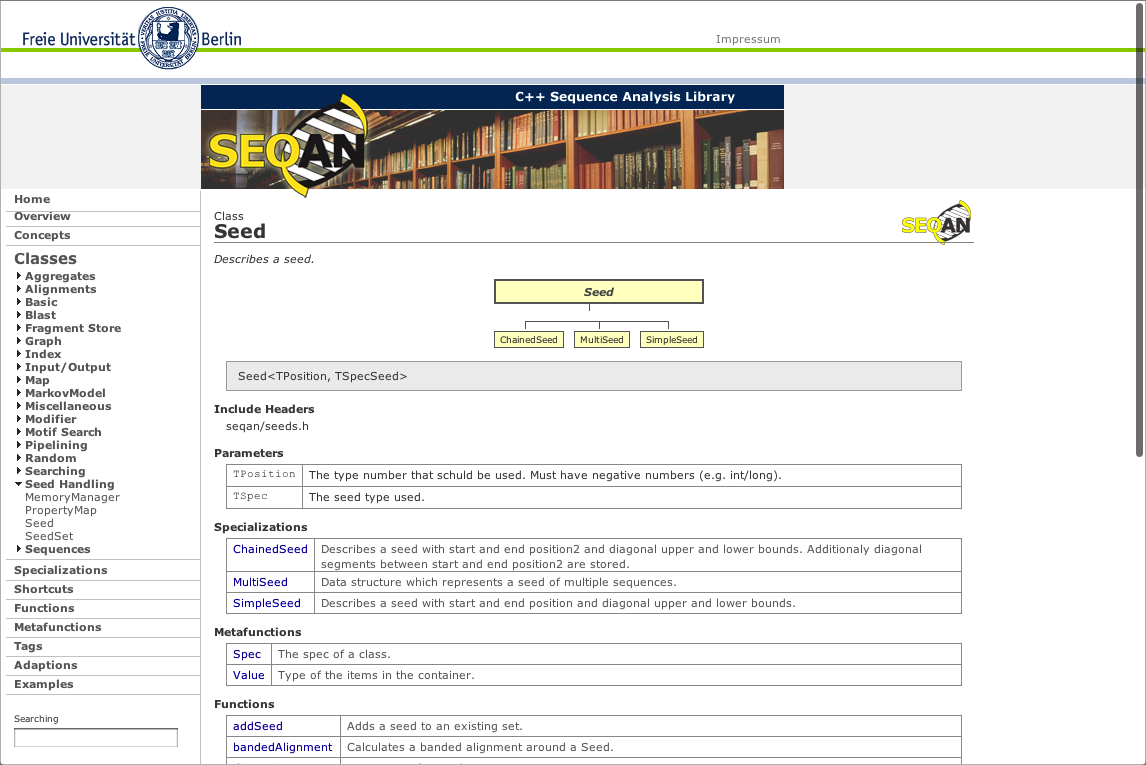 Freie Universität Berlin
Impressum
C++ Sequence Analysis Library
SEQAN
Home
Overview
Concepts
Classes
Aggregates
Alignments
Basic
Blast
Fragment Store
Graph
Index
Input/Output
Map
MarkovModel
Miscellaneous
Modifier
Motif Search
Pipelining
Random
Searching
Seed Handling
MemoryManager
PropertyMap
Seed
SeedSet
Sequences
Specializations
Shortcuts
Functions
Metafunctions
Tags
Adaptions
Examples
Searching
Class
Seed
SEQAN
Describes a seed.
Seed
ChainedSeed MultiSeed SimpleSeed
Seed<TPosition, TSpecSeed>
Include Headers
seqan/seeds.h
Parameters
TPosition The type number that schuld be used. Must have negative numbers (e.g. int/long).
TSpec The seed type used.
Specializations
ChainedSeed Describes a seed with start and end position2 and diagonal upper and lower bounds. Additionaly diagonal
segments between start and end position2 are stored.
MultiSeed Data structure which represents a seed of multiple sequences.
SimpleSeed Describes a seed with start and end position and diagonal upper and lower bounds.
Metafunctions
Spec The spec of a class.
Value Type of the items in the container.
Functions
addSeed Adds a seed to an existing set.
bandedAlignment Calculates a banded alignment around a Seed.